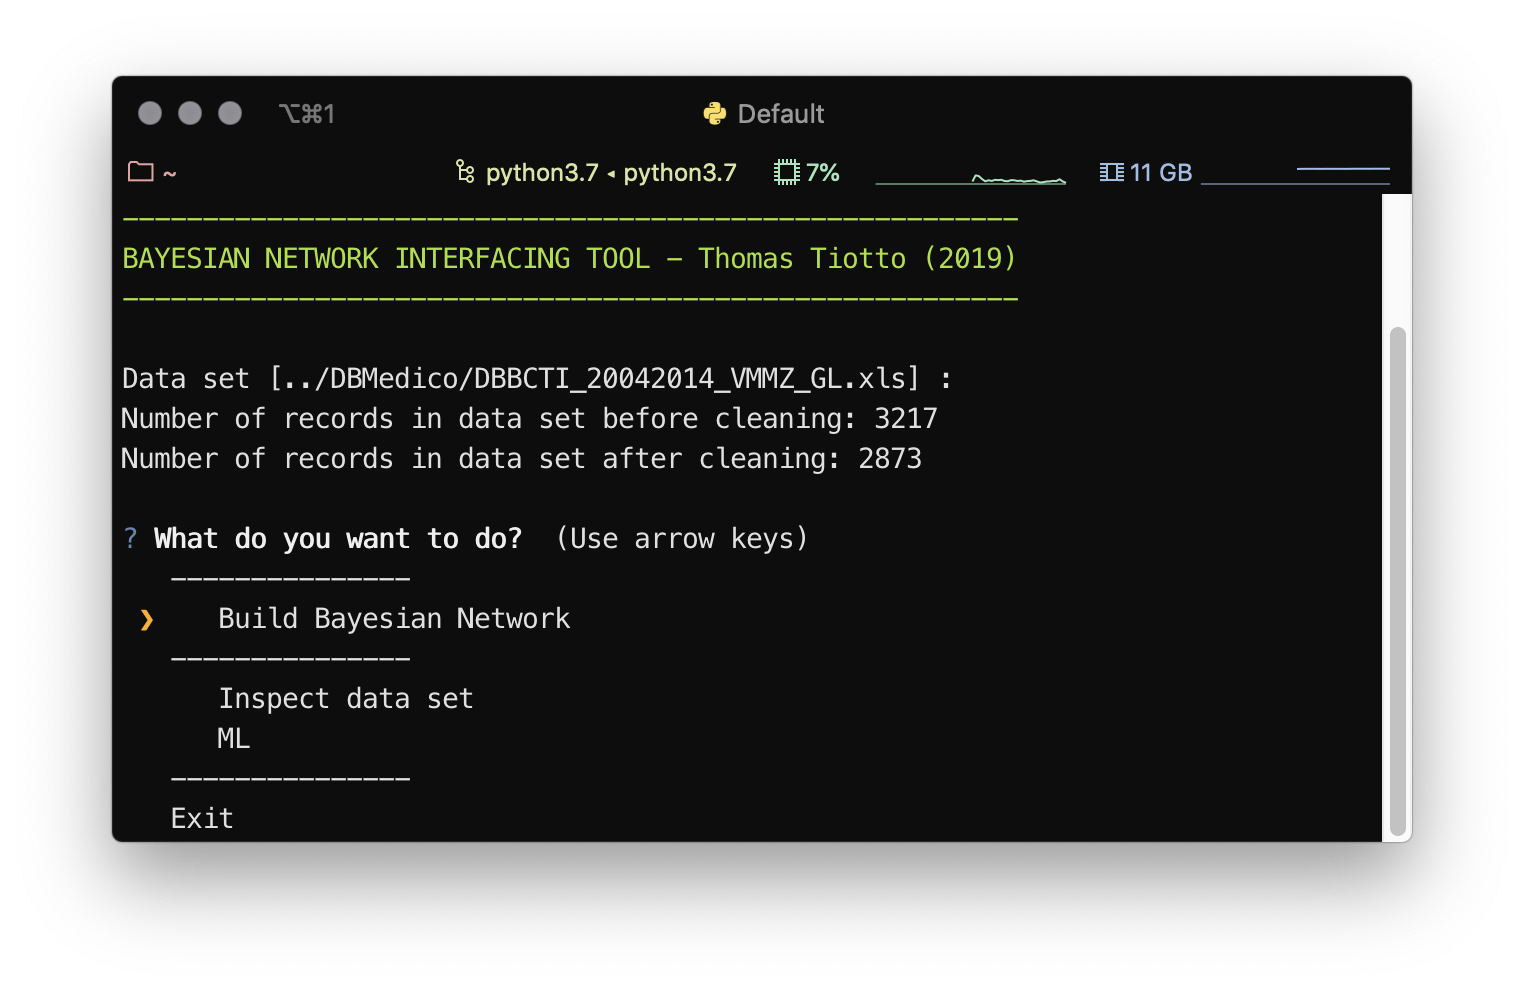 ⌥⌘1 Default
~ python3.7 ◂ python3.7 7% 11 GB
--------------------------------------------------------
BAYESIAN NETWORK INTERFACING TOOL - Thomas Tiotto (2019)
--------------------------------------------------------
Data set [../DBMedico/DBBCTI_20042014_VMMZ_GL.xls] :
Number of records in data set before cleaning: 3217
Number of records in data set after cleaning: 2873
? What do you want to do?  (Use arrow keys)
---------------
❯ Build Bayesian Network
---------------
Inspect data set
ML
---------------
Exit